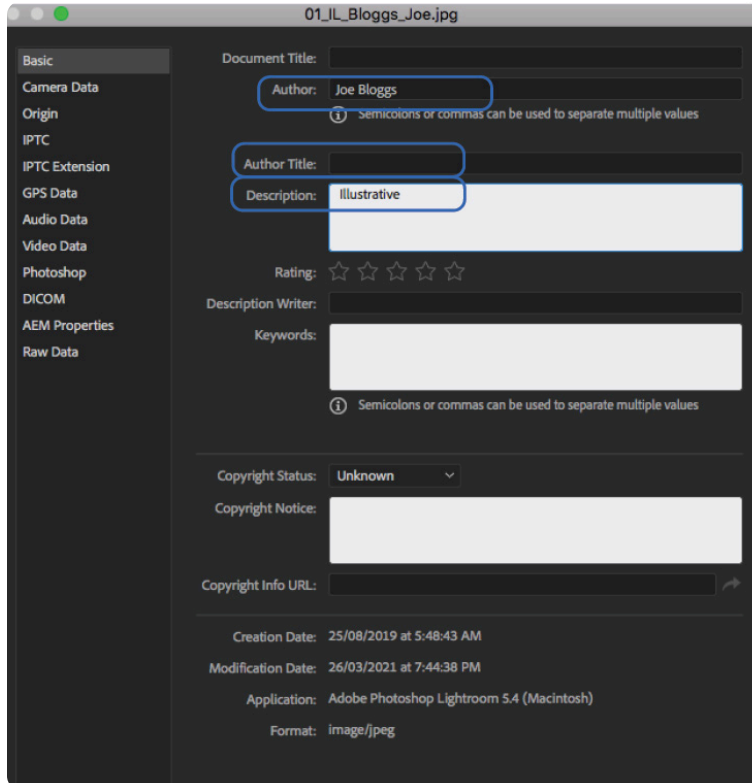 01_IL_Bloggs_Joe.jpg
Basic
Camera Data
Origin
IPTC
IPTC Extension
GPS Data
Audio Data
Video Data
Photoshop
DICOM
AEM Properties
Raw Data
Document Title:
Author: Joe Bloggs
Semicolons or commas can be used to separate multiple values
Author Title:
Description: Illustrative
Rating:
Description Writer:
Keywords:
Semicolons or commas can be used to separate multiple values
Copyright Status: Unknown
Copyright Notice:
Copyright Info URL:
Creation Date: 25/08/2019 at 5:48:43 AM
Modification Date: 26/03/2021 at 7:44:38 PM
Application: Adobe Photoshop Lightroom 5.4 (Macintosh)
Format: image/jpeg